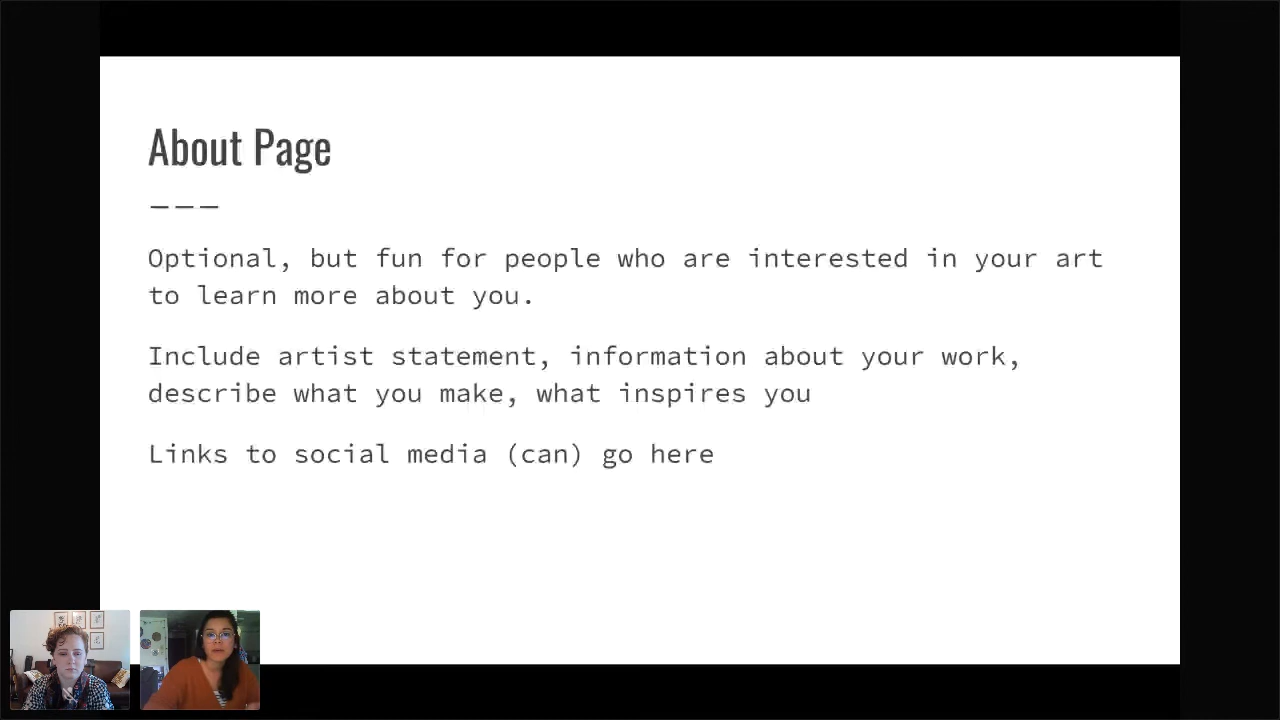 About Page
———
Optional, but fun for people who are interested in your art
to learn more about you.
Include artist statement, information about your work,
describe what you make, what inspires you
Links to social media (can) go here